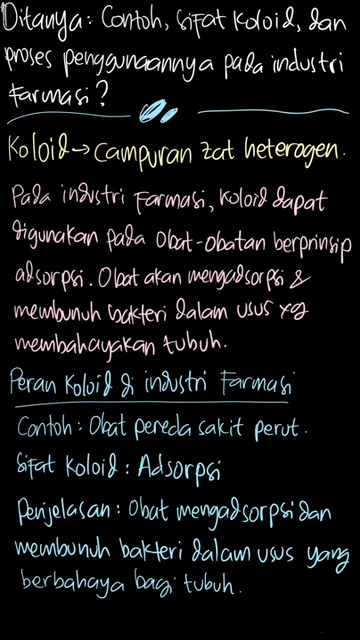 Ditanya: Contoh, sifat koloid, dan
proses penggunaannya pada industri
Farmasi?
Koloid → Campuran zat heterogen.
Pada industri Farmasi, koloid dapat
digunakan pada obat-obatan berprinsip
adsorpsi. Obat akan mengadsorpsi &
membunuh bakteri dalam usus yg
membahayakan tubuh.
Peran Koloid di industri Farmasi
Contoh: Obat pereda sakit perut.
Sifat Koloid: Adsorpsi
Penjelasan: Obat mengadsorpsi dan
membunuh bakteri dalam usus yang
berbahaya bagi tubuh.